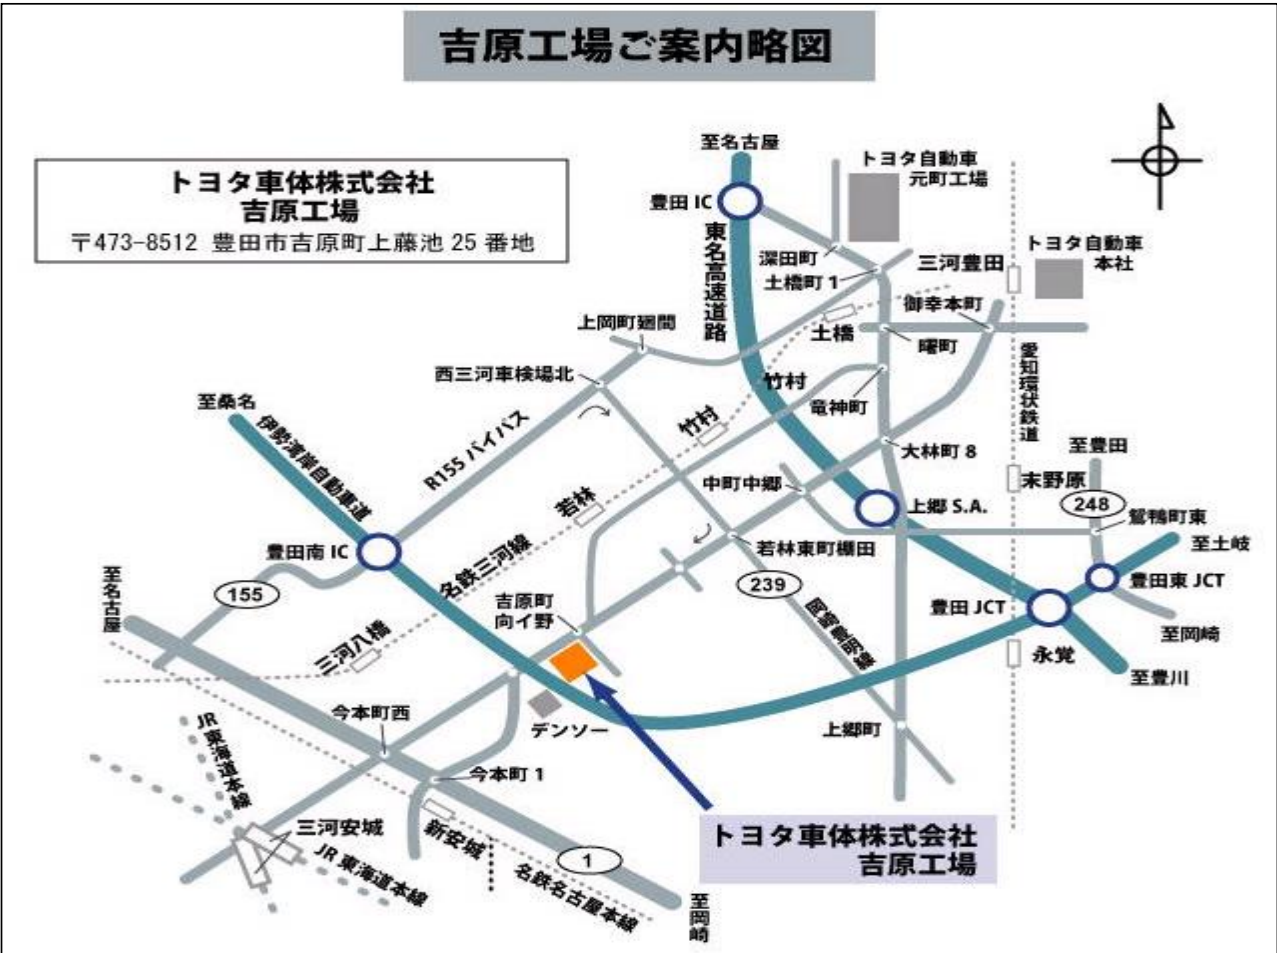 吉原工場ご案内略図
トヨタ車体株式会社
吉原工場
〒473-8512 豊田市吉原町上藤池25番地
至名古屋
豊田 IC
東名高速道路
トヨタ自動車
元町工場
深田町
土橋町 1
三河豊田
トヨタ自動車
本社
御幸本町
上岡町廻間
土橋
曙町
西三河車検場北
竹村
竜神町
愛知環状鉄道
至桑名
伊勢湾岸自動車道
R155 バイパス
竹村
大林町 8
至豊田
中町中郷
末野原
若林
上郷 S.A.
248
鴛鴨町東
豊田南 IC
名鉄三河線
若林東町棚田
至土岐
至名古屋
155
239
豊田東 JCT
吉原町
向イ野
豊田 JCT
岡崎豊明線
至岡崎
三河八橋
永覚
至豊川
今本町西
デンソー
上郷町
JR 東海道本線
今本町 1
三河安城
新安城
トヨタ車体株式会社
吉原工場
JR 東海道本線
1
名鉄名古屋本線
至岡崎